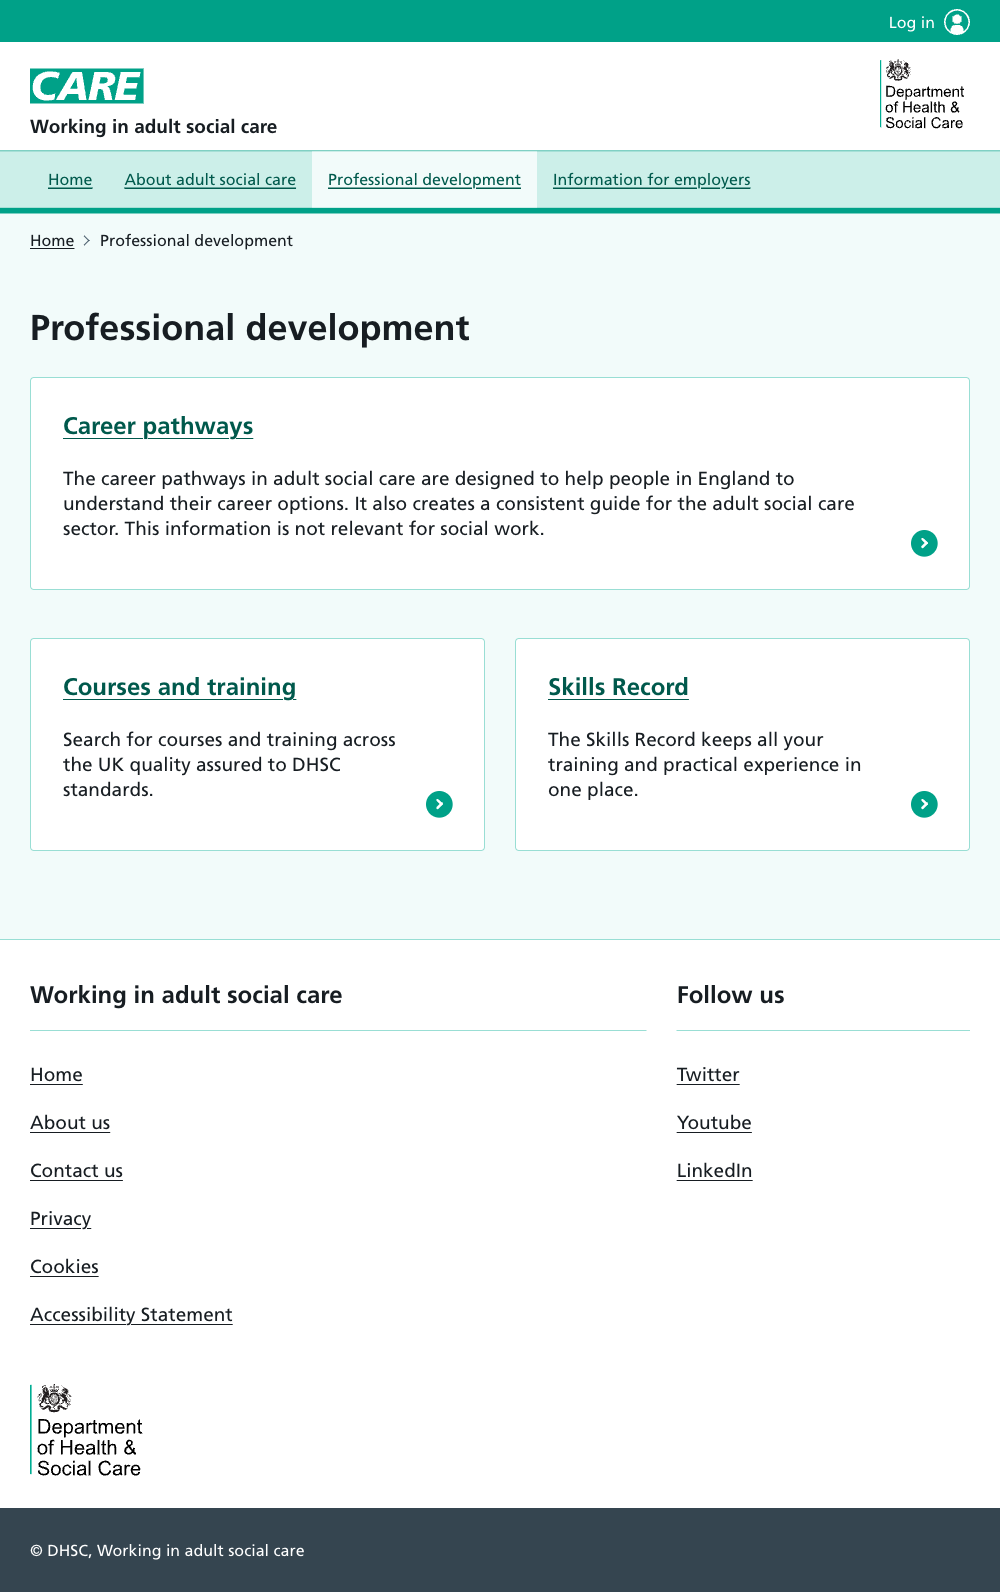 Log in
CARE
Working in adult social care
Department
of Health &
Social Care
Home
About adult social care
Professional development
Information for employers
Home
Professional development
Professional development
Career pathways
The career pathways in adult social care are designed to help people in England to
understand their career options. It also creates a consistent guide for the adult social care
sector. This information is not relevant for social work.
Courses and training
Search for courses and training across
the UK quality assured to DHSC
standards.
Skills Record
The Skills Record keeps all your
training and practical experience in
one place.
Working in adult social care
Home
About us
Contact us
Privacy
Cookies
Accessibility Statement
Follow us
Twitter
Youtube
LinkedIn
Department
of Health &
Social Care
© DHSC, Working in adult social care